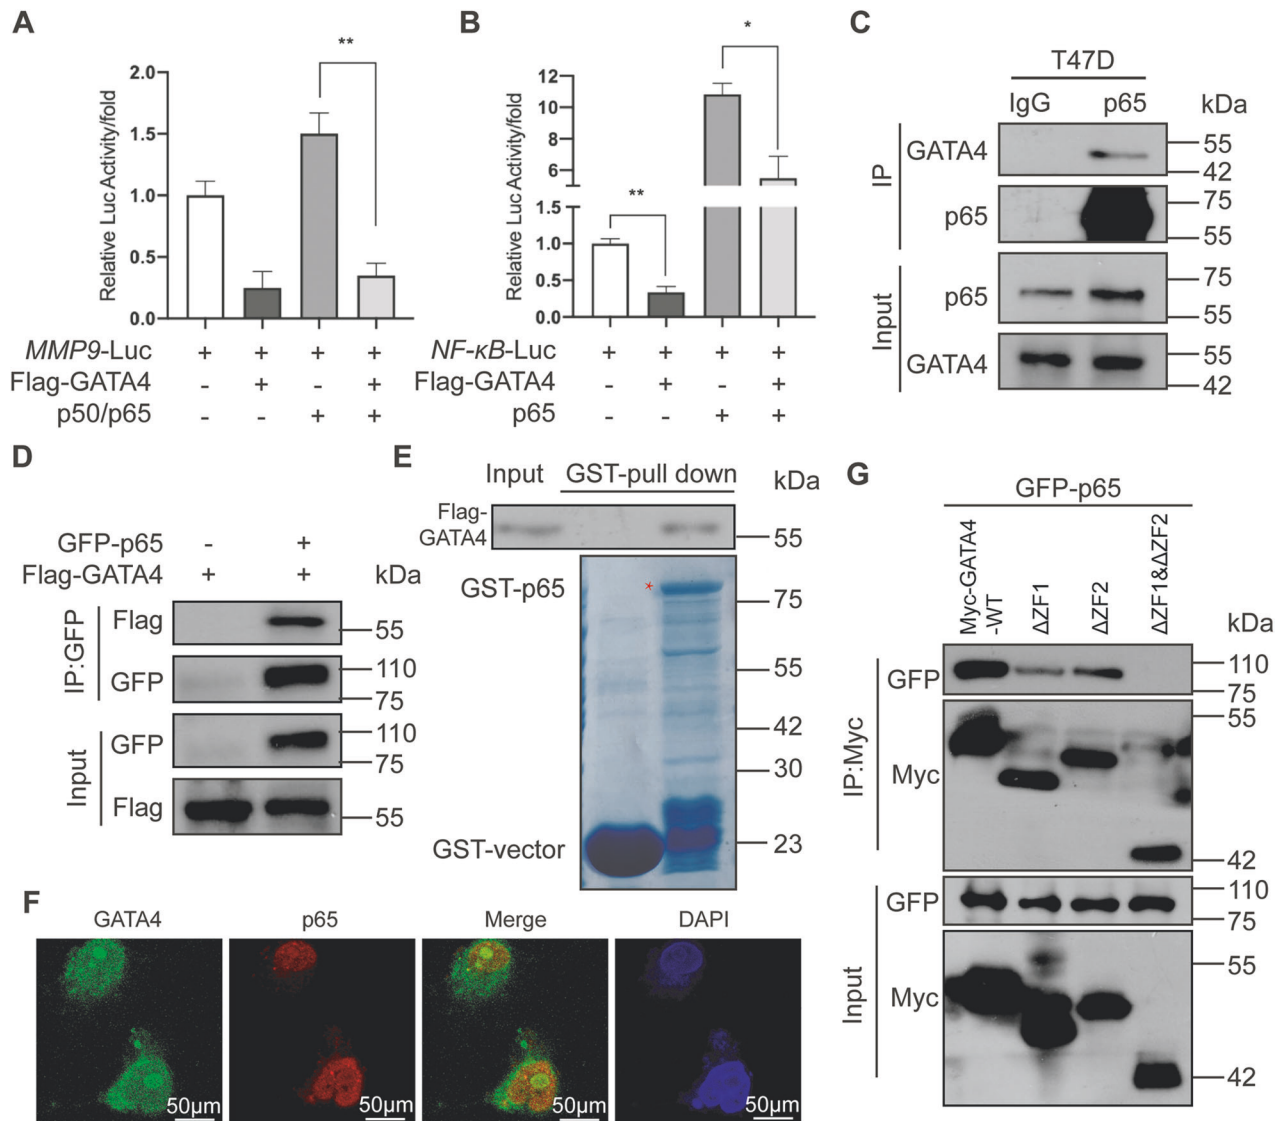 A
Relative Luc Activity/fold
2.0
1.5
1.0
0.5
0.0
**
MMP9-Luc + + + +
Flag-GATA4 - + - +
p50/p65 - - + +
B
Relative Luc Activity/fold
12
10
8
6
1.5
1.0
0.5
0.0
**
*
NF-κB-Luc + + + +
Flag-GATA4 - + - +
p65 - - + +
C
T47D
IgG p65 kDa
IP
GATA4 55
42
p65 75
55
Input
p65 75
55
GATA4 55
42
D
GFP-p65 - +
Flag-GATA4 + + kDa
IP:GFP
Flag 55
GFP 110
75
Input
GFP 110
75
Flag 55
E
Input GST-pull down kDa
Flag-
GATA4 55
GST-p65 * 75
55
42
30
GST-vector 23
F
GATA4 p65 Merge DAPI
50μm 50μm 50μm 50μm
G
GFP-p65
Myc-GATA4
-WT
ΔZF1
ΔZF2
ΔZF1&ΔZF2
kDa
IP:Myc
GFP 110
75
Myc 55
42
Input
GFP 110
75
Myc 55
42